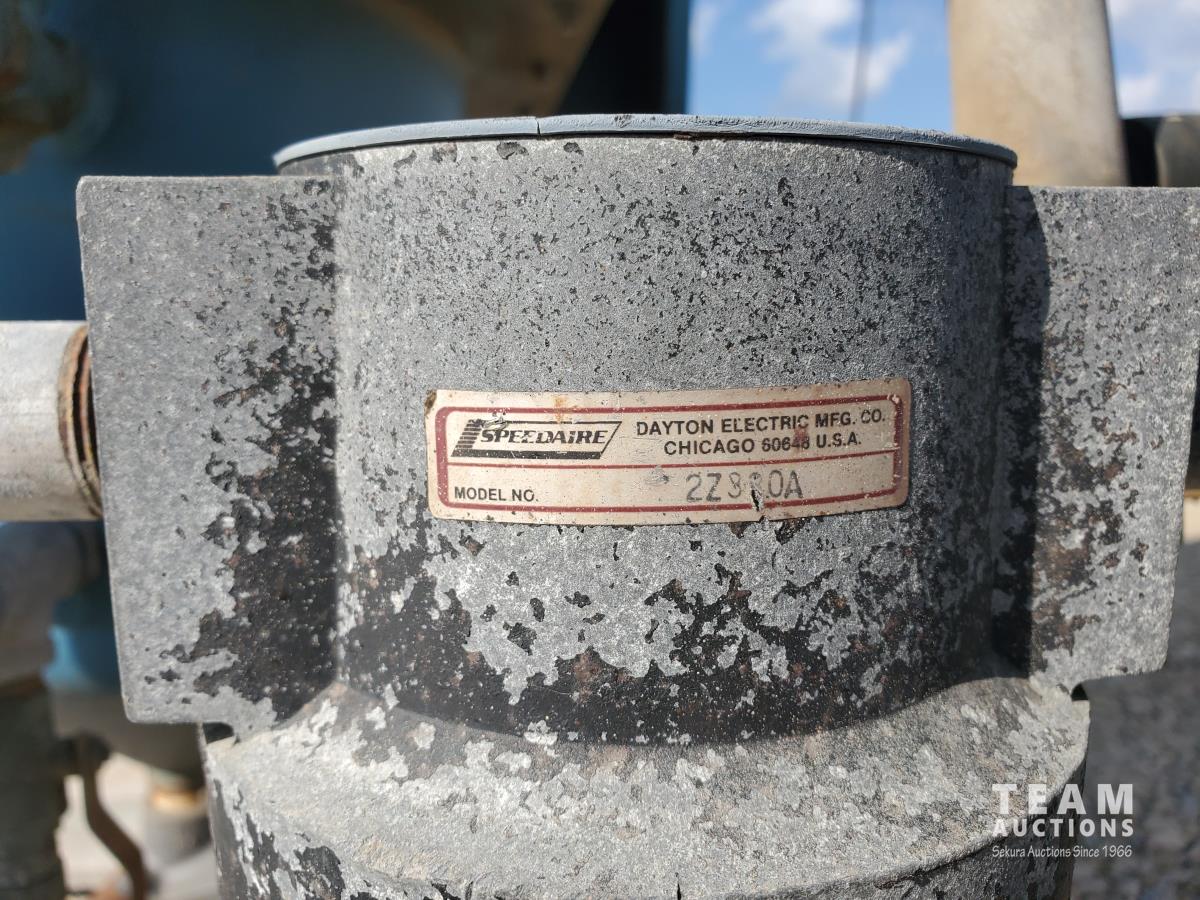 SPEEDAIRE
DAYTON ELECTRIC MFG. CO.
CHICAGO 60648 U.S.A.
MODEL NO.
TEAM
AUCTIONS
Sekura Auctions Since 1966